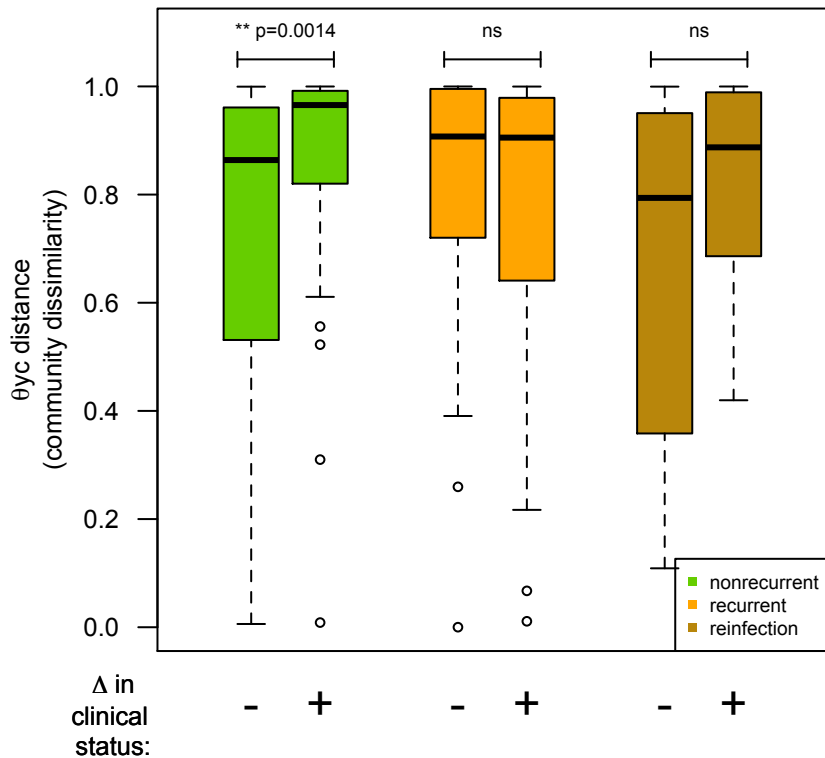 ** p=0.0014
ns
ns
1.0
0.8
0.6
0.4
0.2
0.0
θyc distance
(community dissimilarity)
nonrecurrent
recurrent
reinfection
Δ in
clinical
status:
- + - + - +